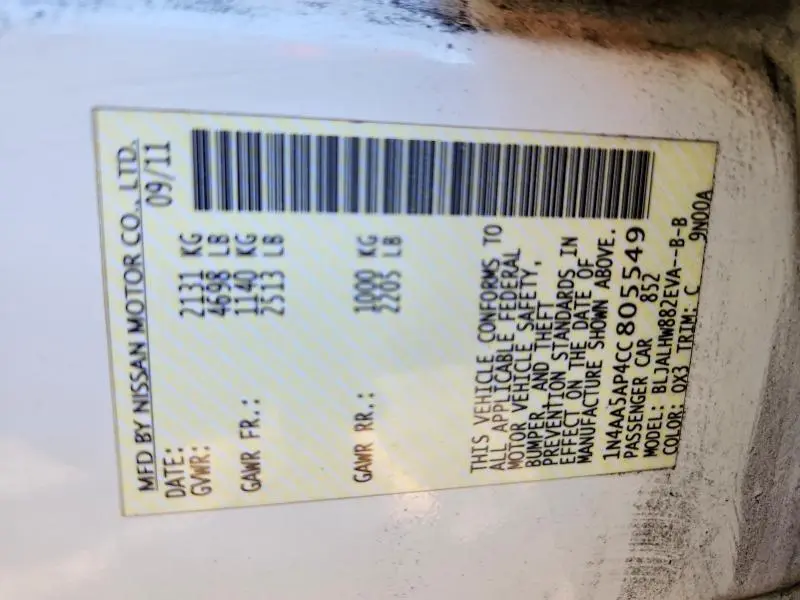 MFD BY NISSAN MOTOR CO., LTD.
DATE: 09/11
GVWR: 2131 KG
4698 LB
GAWR FR.: 1140 KG
2513 LB
GAWR RR.: 1000 KG
2205 LB
THIS VEHICLE CONFORMS TO
ALL APPLICABLE FEDERAL
MOTOR VEHICLE SAFETY,
BUMPER, AND THEFT
PREVENTION STANDARDS IN
EFFECT ON THE DATE OF
MANUFACTURE SHOWN ABOVE.
1N4AA5AP4CC805549
PASSENGER CAR 852
MODEL: BLJALHW882EVA--B-B
COLOR: QX3 TRIM: C 9N00A